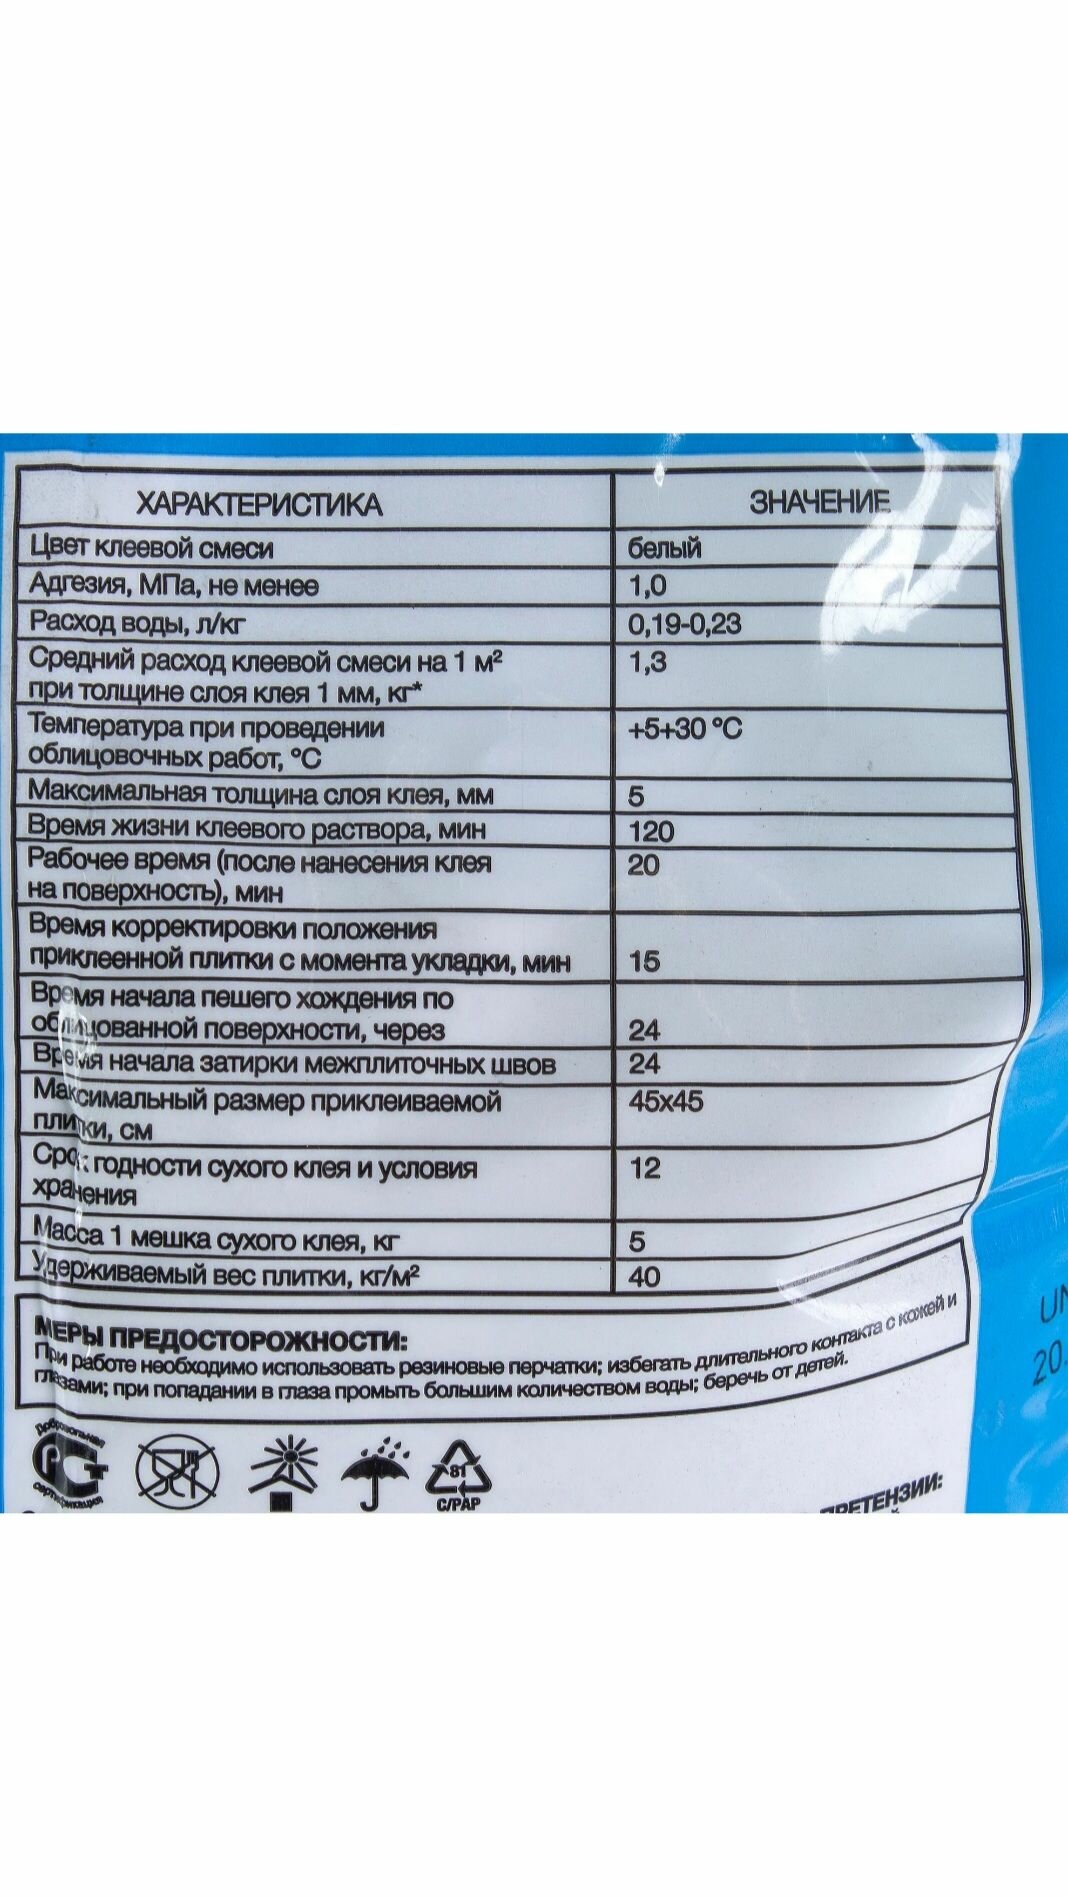 ХАРАКТЕРИСТИКА ЗНАЧЕНИЕ
Цвет клеевой смеси белый
Адгезия, МПа, не менее 1,0
Расход воды, л/кг 0,19-0,23
Средний расход клеевой смеси на 1 м² 1,3
при толщине слоя клея 1 мм, кг*
Температура при проведении +5+30 °С
облицовочных работ, °С
Максимальная толщина слоя клея, мм 5
Время жизни клеевого раствора, мин 120
Рабочее время (после нанесения клея 20
на поверхность), мин
Время корректировки положения
приклеенной плитки с момента укладки, мин 15
Время начала пешего хождения по
облицованной поверхности, через 24
Время начала затирки межплиточных швов 24
Максимальный размер приклеиваемой 45х45
плитки, см
Срок годности сухого клея и условия 12
хранения
Масса 1 мешка сухого клея, кг 5
Удерживаемый вес плитки, кг/м² 40
МЕРЫ ПРЕДОСТОРОЖНОСТИ:
При работе необходимо использовать резиновые перчатки; избегать длительного контакта с кожей и
глазами; при попадании в глаза промыть большим количеством воды; беречь от детей.
Добровольная
РСТ
сертификация
81
C/PAP
UN
20.
ПРЕТЕНЗИИ: